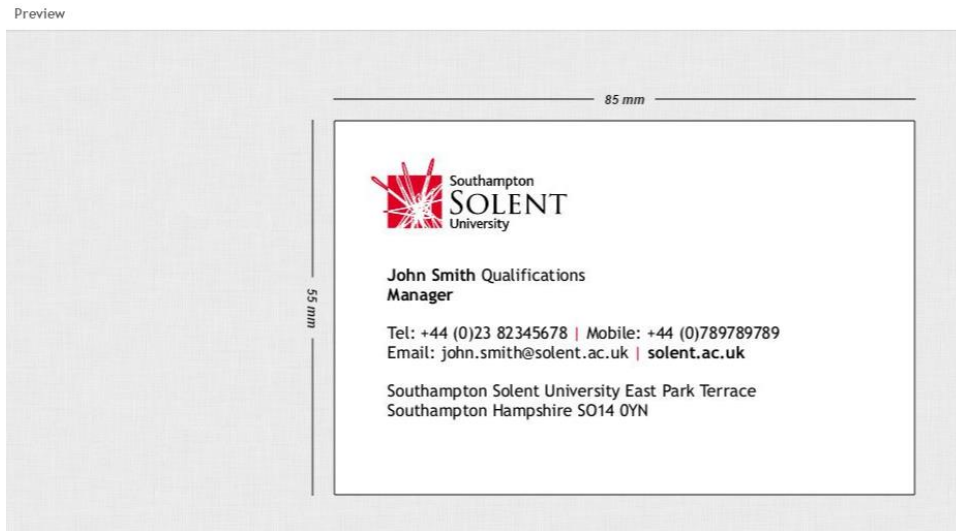 Preview
85 mm
55 mm
Southampton
SOLENT
University
John Smith Qualifications
Manager
Tel: +44 (0)23 82345678 | Mobile: +44 (0)789789789
Email: john.smith@solent.ac.uk | solent.ac.uk
Southampton Solent University East Park Terrace
Southampton Hampshire SO14 0YN